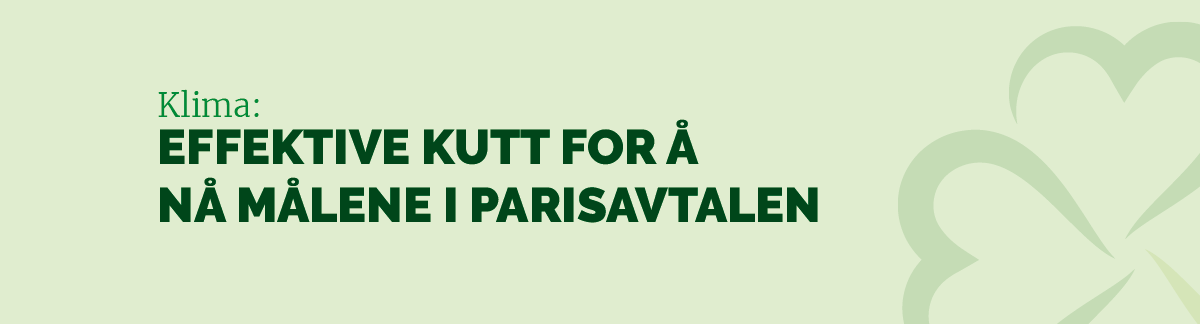 Klima:
EFFEKTIVE KUTT FOR Å
NÅ MÅLENE I PARISAVTALEN